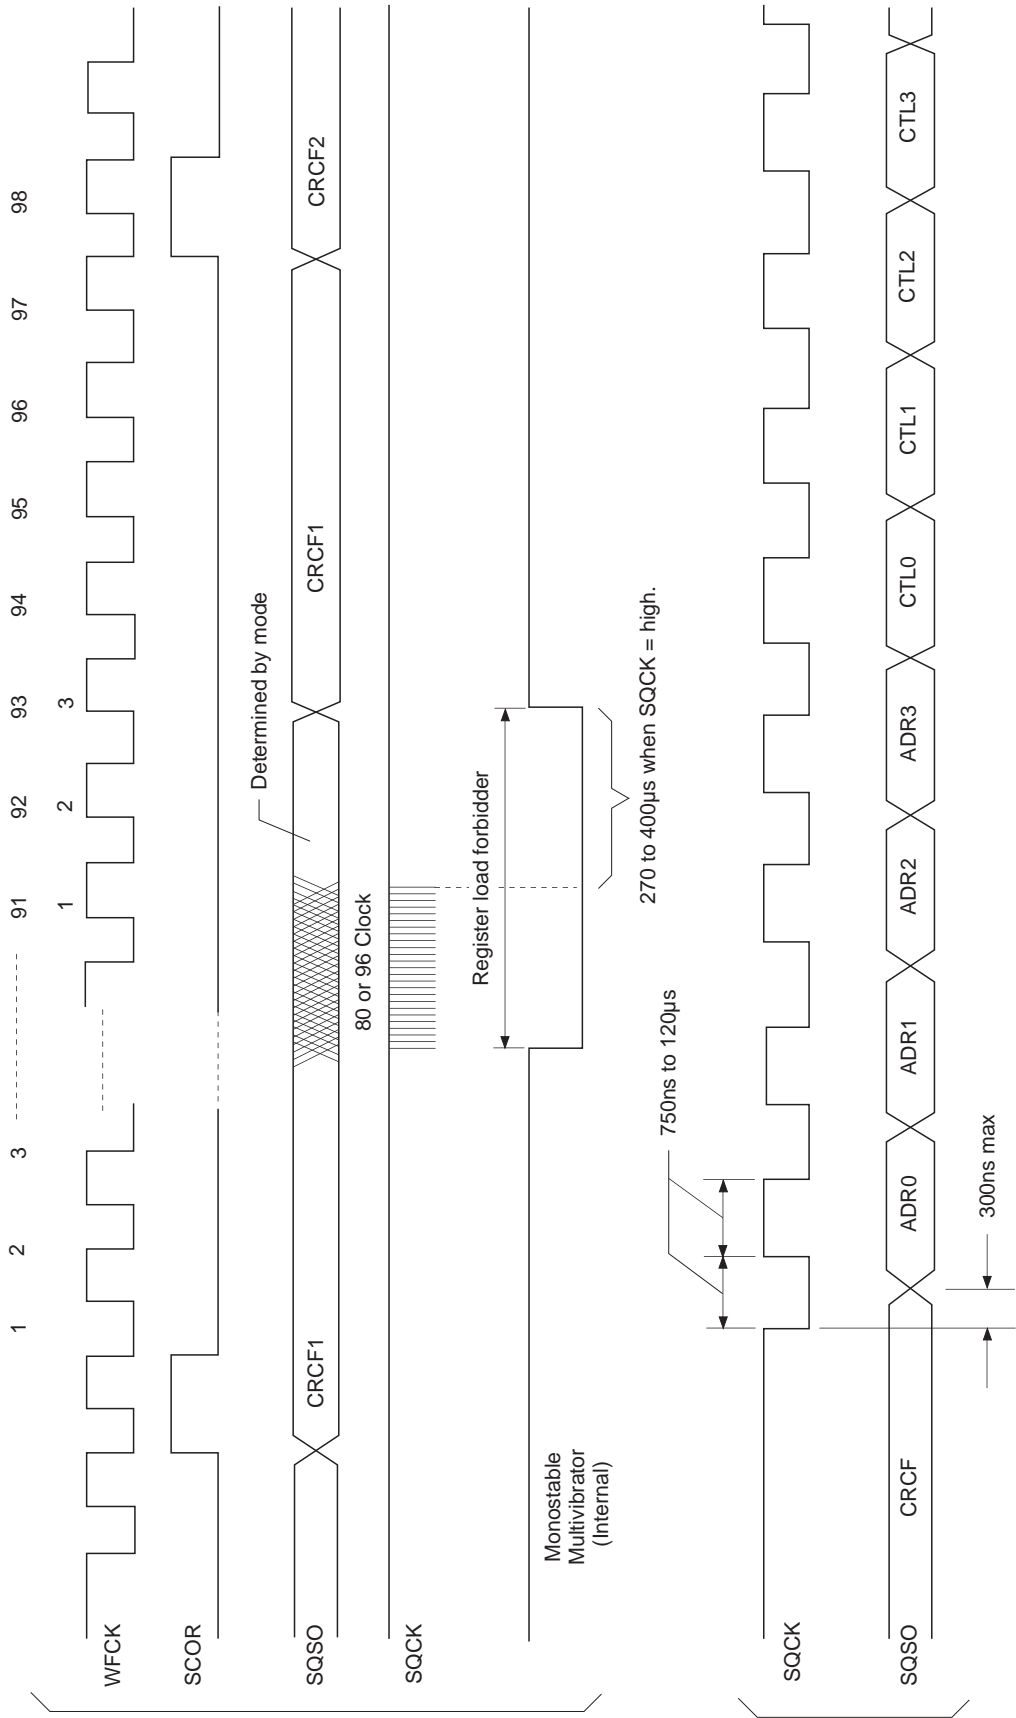 1 2 3 91 92 93 94 95 96 97 98
1 2 3
WFCK
SCOR
SQSO
CRCF1
Determined by mode
CRCF1
CRCF2
80 or 96 Clock
SQCK
Register load forbidder
Monostable
Multivibrator
(Internal)
270 to 400µs when SQCK = high.
750ns to 120µs
SQCK
SQSO
CRCF
ADR0
ADR1
ADR2
ADR3
CTL0
CTL1
CTL2
CTL3
300ns max